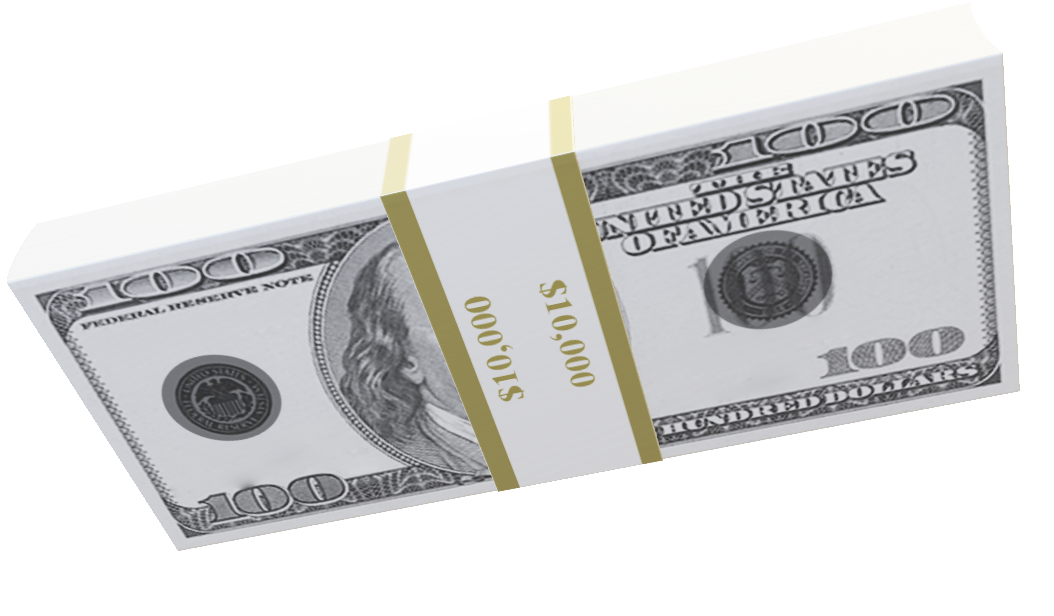 100
FEDERAL RESERVE NOTE
100
$10,000
$10,000
100
THE
UNITED STATES
OF AMERICA
100
HUNDRED DOLLARS